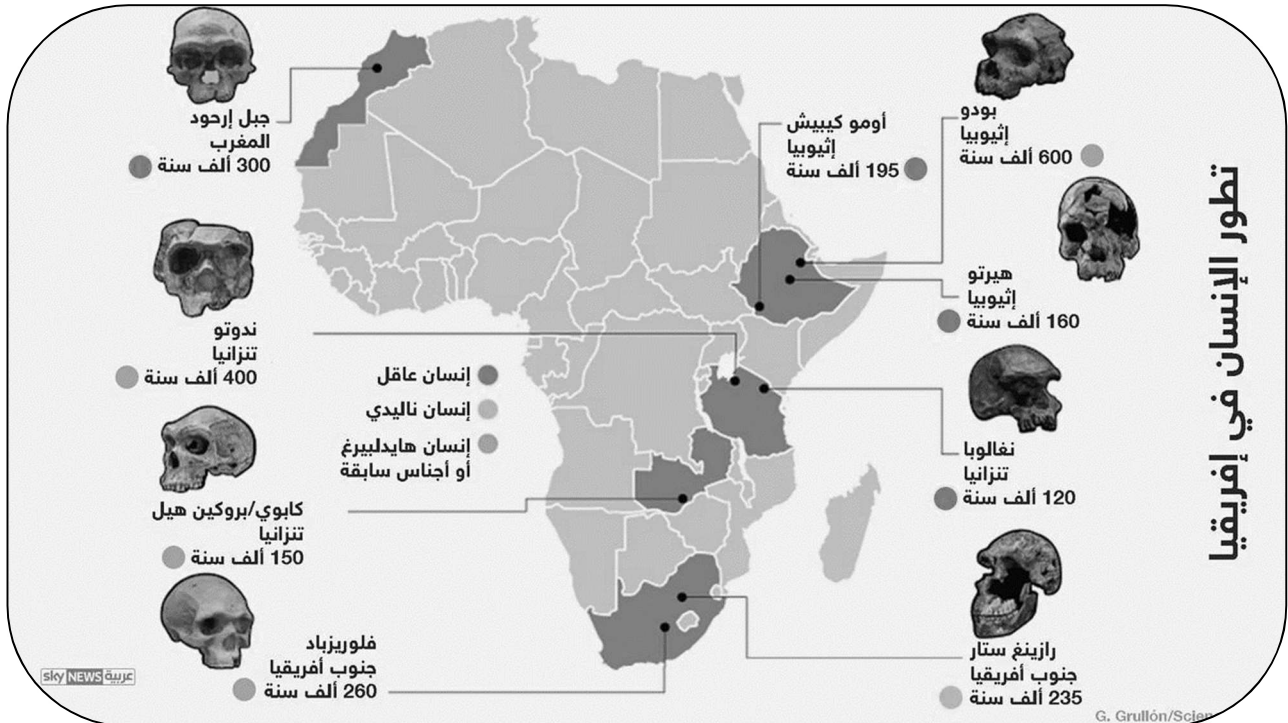 تطور الإنسان في إفريقيا
بودو
إثيوبيا
600 ألف سنة
أومو كيبيش
إثيوبيا
195 ألف سنة
هيرتو
إثيوبيا
160 ألف سنة
نغالوبا
تنزانيا
120 ألف سنة
رازينغ ستار
جنوب أفريقيا
235 ألف سنة
جبل إرحود
المغرب
300 ألف سنة
ندوتو
تنزانيا
400 ألف سنة
إنسان عاقل
إنسان ناليدي
إنسان هايدلبيرغ
أو أجناس سابقة
كابوي/بروكين هيل
تنزانيا
150 ألف سنة
فلوريزباد
جنوب أفريقيا
260 ألف سنة
sky NEWS عربية
G. Grullón/Scien